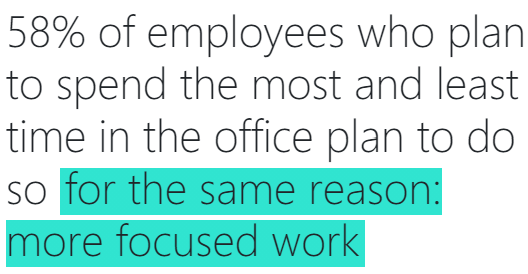 58% of employees who plan
to spend the most and least
time in the office plan to do
so for the same reason:
more focused work